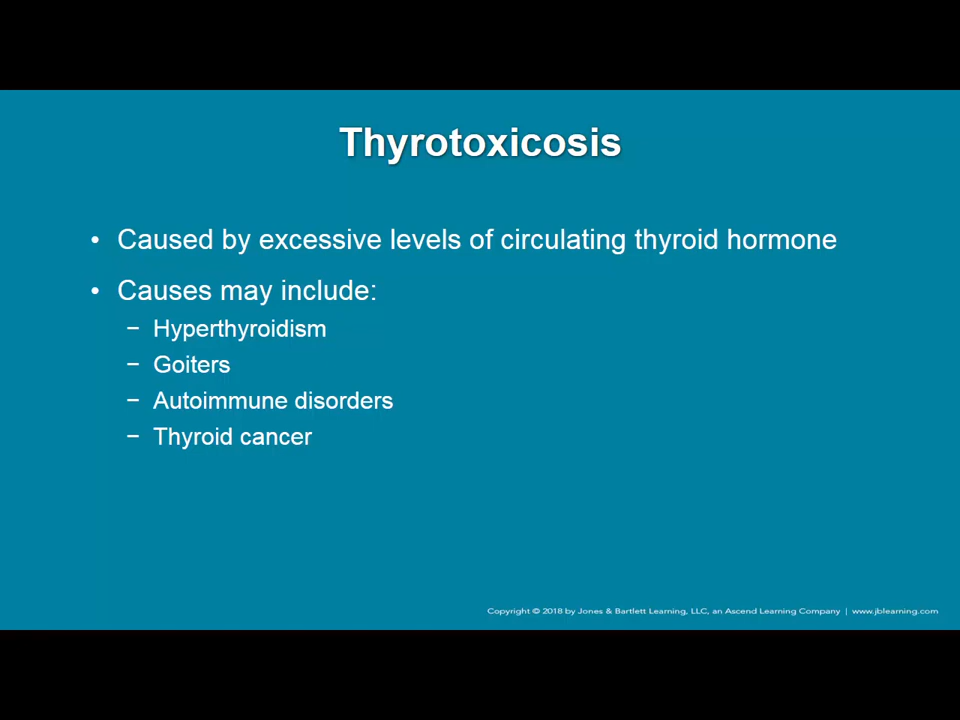 Thyrotoxicosis
• Caused by excessive levels of circulating thyroid hormone
• Causes may include:
− Hyperthyroidism
− Goiters
− Autoimmune disorders
− Thyroid cancer
Copyright © 2018 by Jones & Bartlett Learning, LLC, an Ascend Learning Company | www.jblearning.com